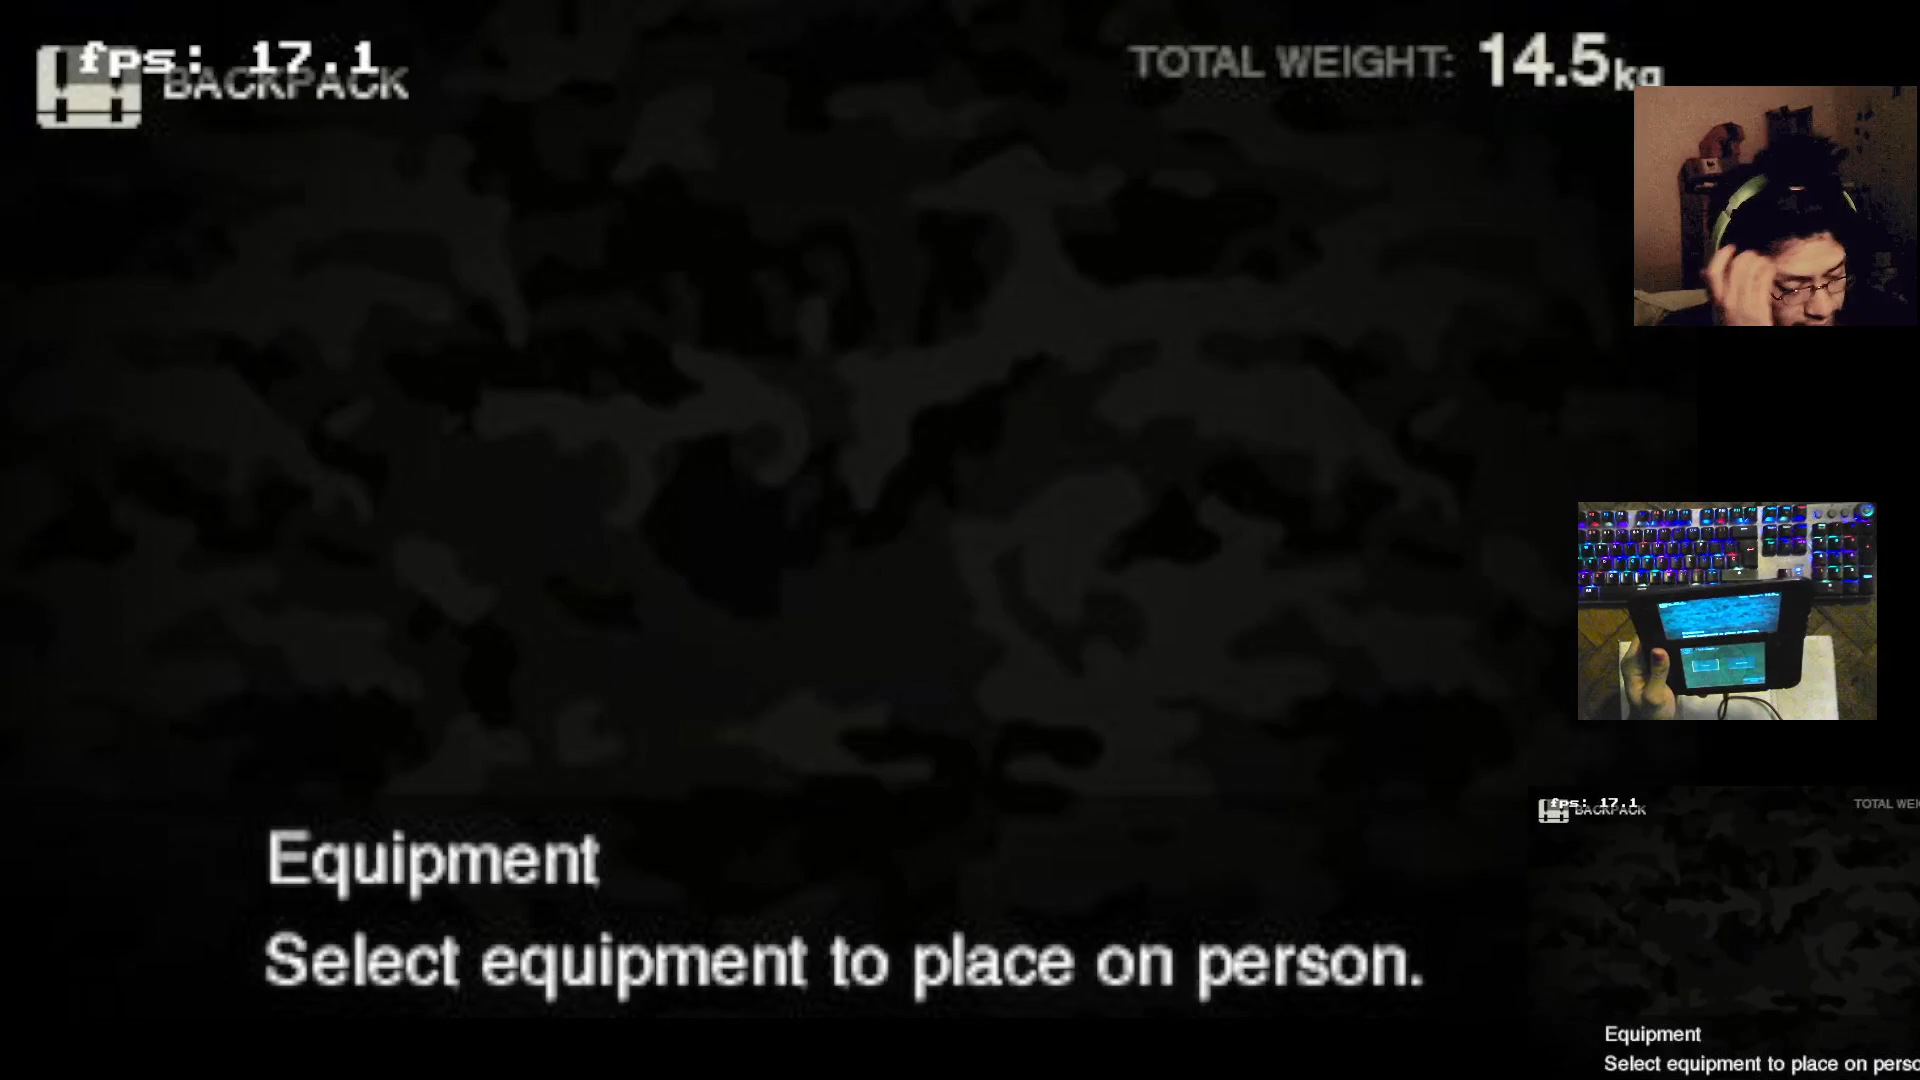 fps: 17.1
BACKPACK
TOTAL WEIGHT: 14.5kg
Equipment
Select equipment to place on person.
fps: 17.1
BACKPACK
TOTAL WEI
Equipment
Select equipment to place on perso